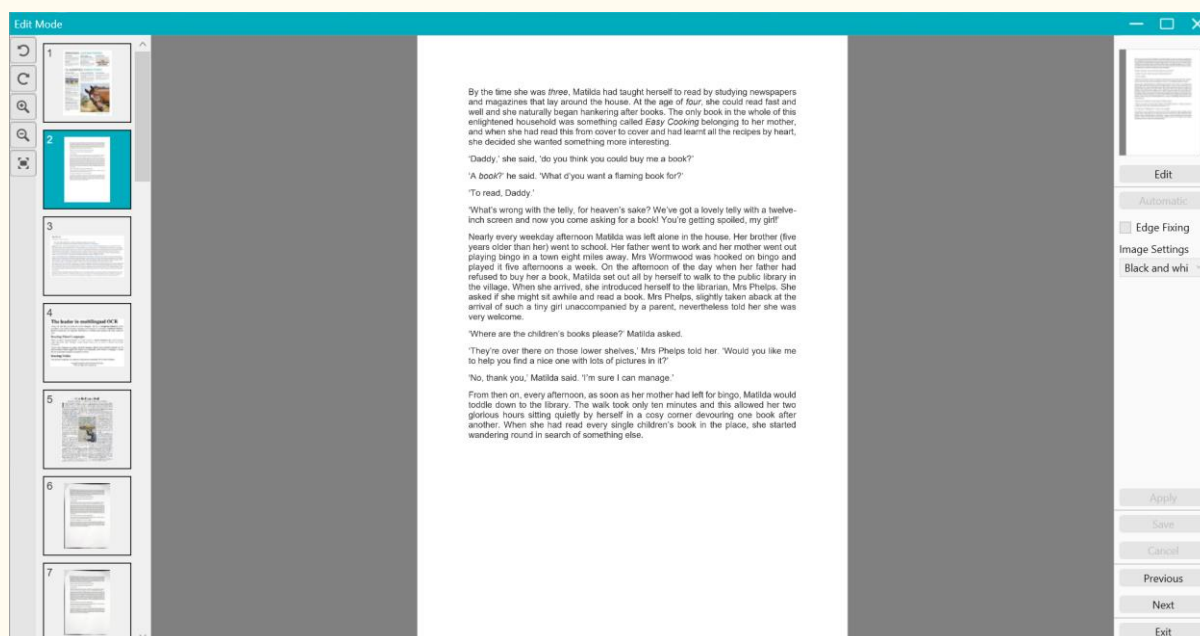 Edit Mode
1
2
3
4
The leader in multilingual OCR
5
6
7
By the time she was three, Matilda had taught herself to read by studying newspapers
and magazines that lay around the house. At the age of four, she could read fast and
well and she naturally began hankering after books. The only book in the whole of this
enlightened household was something called Easy Cooking belonging to her mother,
and when she had read this from cover to cover and had learnt all the recipes by heart,
she decided she wanted something more interesting.
'Daddy,' she said, 'do you think you could buy me a book?'
'A book?' he said. 'What d'you want a flaming book for?'
'To read, Daddy.'
'What's wrong with the telly, for heaven's sake? We've got a lovely telly with a twelve-
inch screen and now you come asking for a book! You're getting spoiled, my girl!'
Nearly every weekday afternoon Matilda was left alone in the house. Her brother (five
years older than her) went to school. Her father went to work and her mother went out
playing bingo in a town eight miles away. Mrs Wormwood was hooked on bingo and
played it five afternoons a week. On the afternoon of the day when her father had
refused to buy her a book, Matilda set out all by herself to walk to the public library in
the village. When she arrived, she introduced herself to the librarian, Mrs Phelps. She
asked if she might sit awhile and read a book. Mrs Phelps, slightly taken aback at the
arrival of such a tiny girl unaccompanied by a parent, nevertheless told her she was
very welcome.
'Where are the children's books please?' Matilda asked.
'They're over there on those lower shelves,' Mrs Phelps told her. 'Would you like me
to help you find a nice one with lots of pictures in it?'
'No, thank you,' Matilda said. 'I'm sure I can manage.'
From then on, every afternoon, as soon as her mother had left for bingo, Matilda would
toddle down to the library. The walk took only ten minutes and this allowed her two
glorious hours sitting quietly by herself in a cosy corner devouring one book after
another. When she had read every single children's book in the place, she started
wandering round in search of something else.
Edit
Automatic
Edge Fixing
Image Settings
Black and whi
Apply
Save
Cancel
Previous
Next
Exit